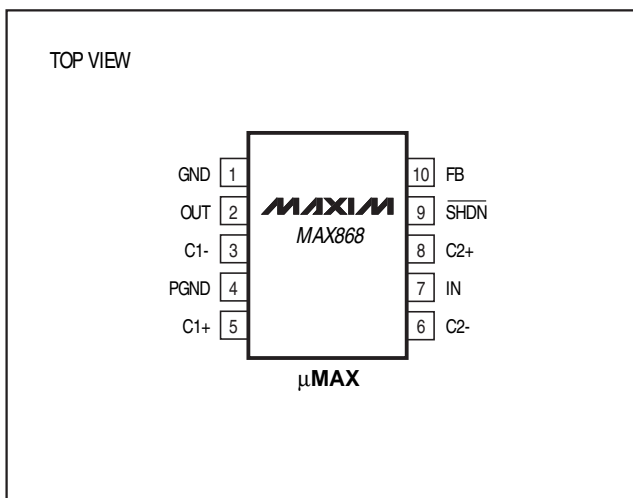 TOP VIEW
GND 1
OUT 2
C1- 3
PGND 4
C1+ 5
MAXIM
MAX868
10 FB
9 S̅H̅D̅N̅
8 C2+
7 IN
6 C2-
μMAX